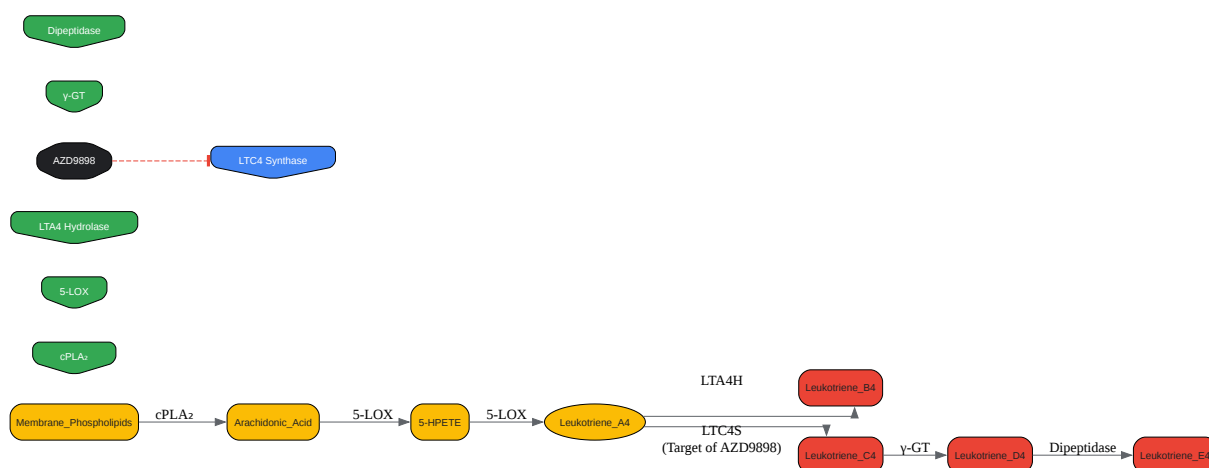 Dipeptidase
γ-GT
AZD9898
LTC4 Synthase
LTA4 Hydrolase
5-LOX
cPLA₂
LTA4H
Leukotriene_B4
Membrane_Phospholipids
cPLA₂
Arachidonic_Acid
5-LOX
5-HPETE
5-LOX
Leukotriene_A4
LTC4S
(Target of AZD9898)
Leukotriene_C4
γ-GT
Leukotriene_D4
Dipeptidase
Leukotriene_E4